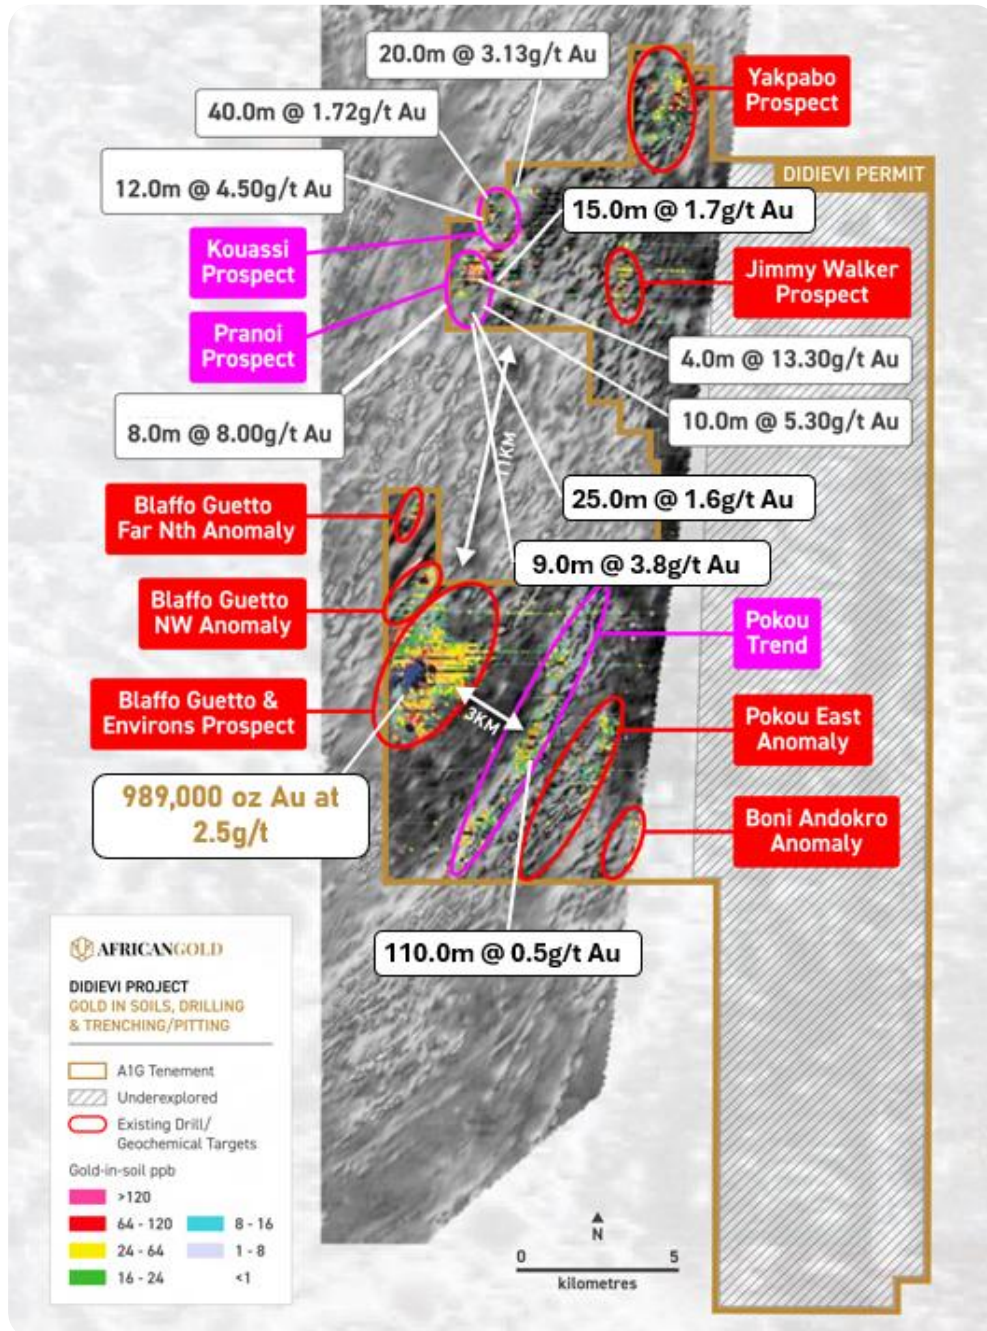 20.0m @ 3.13g/t Au
40.0m @ 1.72g/t Au
12.0m @ 4.50g/t Au
Yakpabo
Prospect
DIDIEVI PERMIT
15.0m @ 1.7g/t Au
Kouassi
Prospect
Jimmy Walker
Prospect
Pranoi
Prospect
4.0m @ 13.30g/t Au
8.0m @ 8.00g/t Au
10.0m @ 5.30g/t Au
11KM
25.0m @ 1.6g/t Au
Blaffo Guetto
Far Nth Anomaly
9.0m @ 3.8g/t Au
Blaffo Guetto
NW Anomaly
Pokou
Trend
Blaffo Guetto &
Environs Prospect
3KM
Pokou East
Anomaly
989,000 oz Au at
2.5g/t
Boni Andokro
Anomaly
110.0m @ 0.5g/t Au
AFRICANGOLD
DIDIEVI PROJECT
GOLD IN SOILS, DRILLING
& TRENCHING/PITTING
A1G Tenement
Underexplored
Existing Drill/
Geochemical Targets
Gold-in-soil ppb
>120
64 - 120
8 - 16
24 - 64
1 - 8
16 - 24
<1
N
0 5
kilometres